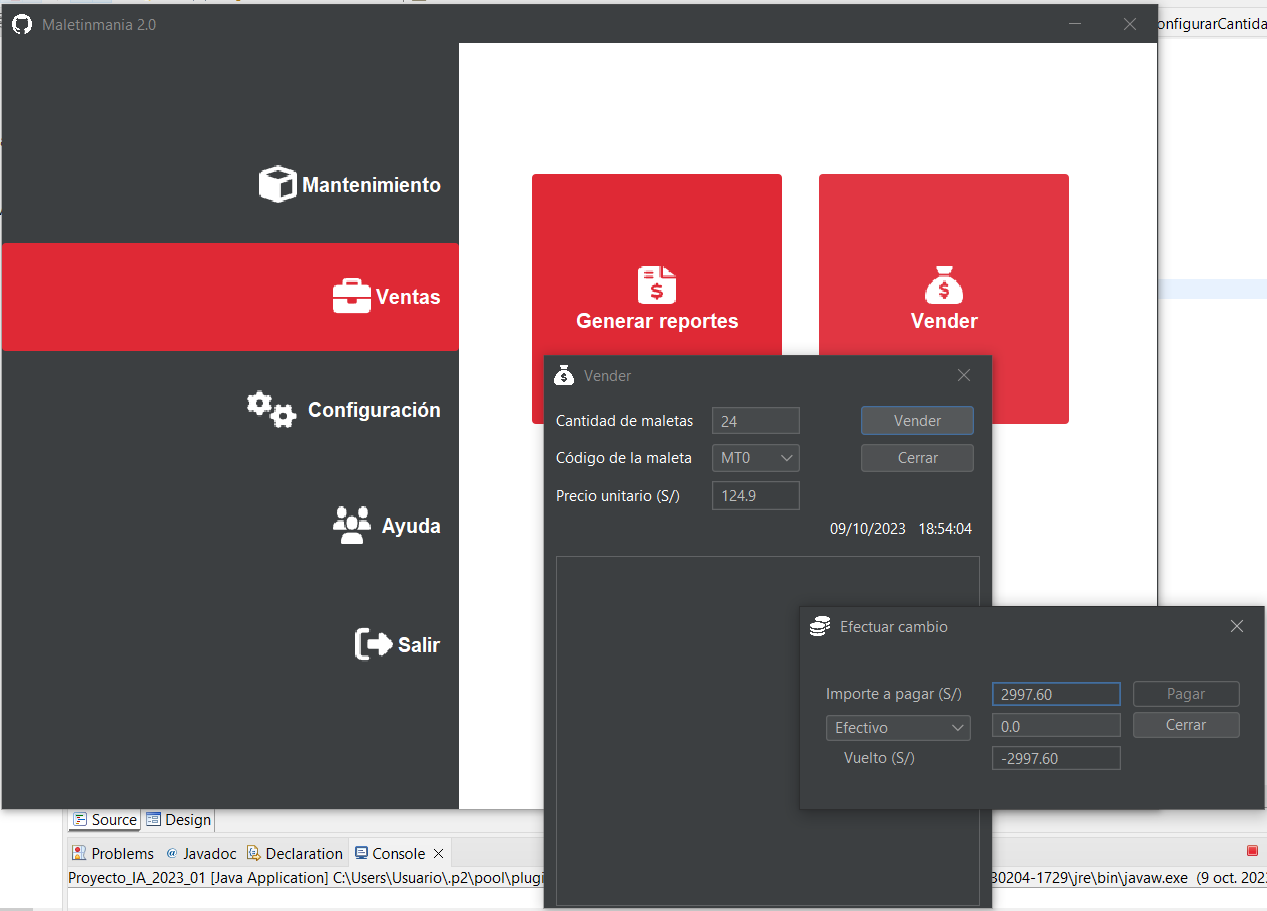 Maletinmania 2.0
onfigurarCantida
Mantenimiento
Ventas
Configuración
Ayuda
Salir
Generar reportes
Vender
Vender
Cantidad de maletas 24 Vender
Código de la maleta MT0 Cerrar
Precio unitario (S/) 124.9
09/10/2023 18:54:04
Efectuar cambio
Importe a pagar (S/) 2997.60 Pagar
Efectivo 0.0 Cerrar
Vuelto (S/) -2997.60
Source Design
Problems @ Javadoc Declaration Console
Proyecto_IA_2023_01 [Java Application] C:\Users\Usuario\.p2\pool\plugi 30204-1729\jre\bin\javaw.exe (9 oct. 202